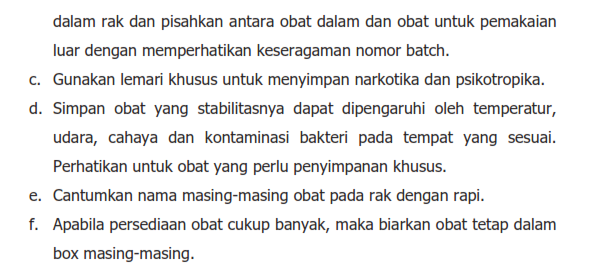 dalam rak dan pisahkan antara obat dalam dan obat untuk pemakaian
luar dengan memperhatikan keseragaman nomor batch.
c. Gunakan lemari khusus untuk menyimpan narkotika dan psikotropika.
d. Simpan obat yang stabilitasnya dapat dipengaruhi oleh temperatur,
udara, cahaya dan kontaminasi bakteri pada tempat yang sesuai.
Perhatikan untuk obat yang perlu penyimpanan khusus.
e. Cantumkan nama masing-masing obat pada rak dengan rapi.
f. Apabila persediaan obat cukup banyak, maka biarkan obat tetap dalam
box masing-masing.